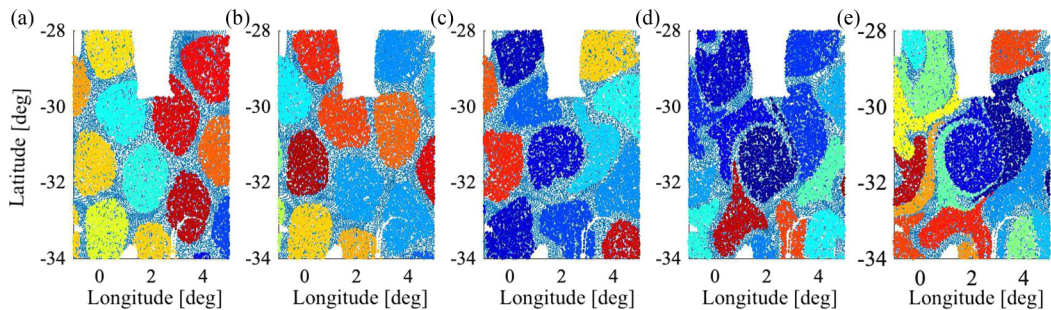 (a) (b) (c) (d) (e)
-28 -28 -28 -28 -28
-30 -30 -30 -30 -30
-32 -32 -32 -32 -32
-34 -34 -34 -34 -34
Latitude [deg]
0 2 4 0 2 4 0 2 4 0 2 4 0 2 4
Longitude [deg] Longitude [deg] Longitude [deg] Longitude [deg] Longitude [deg]